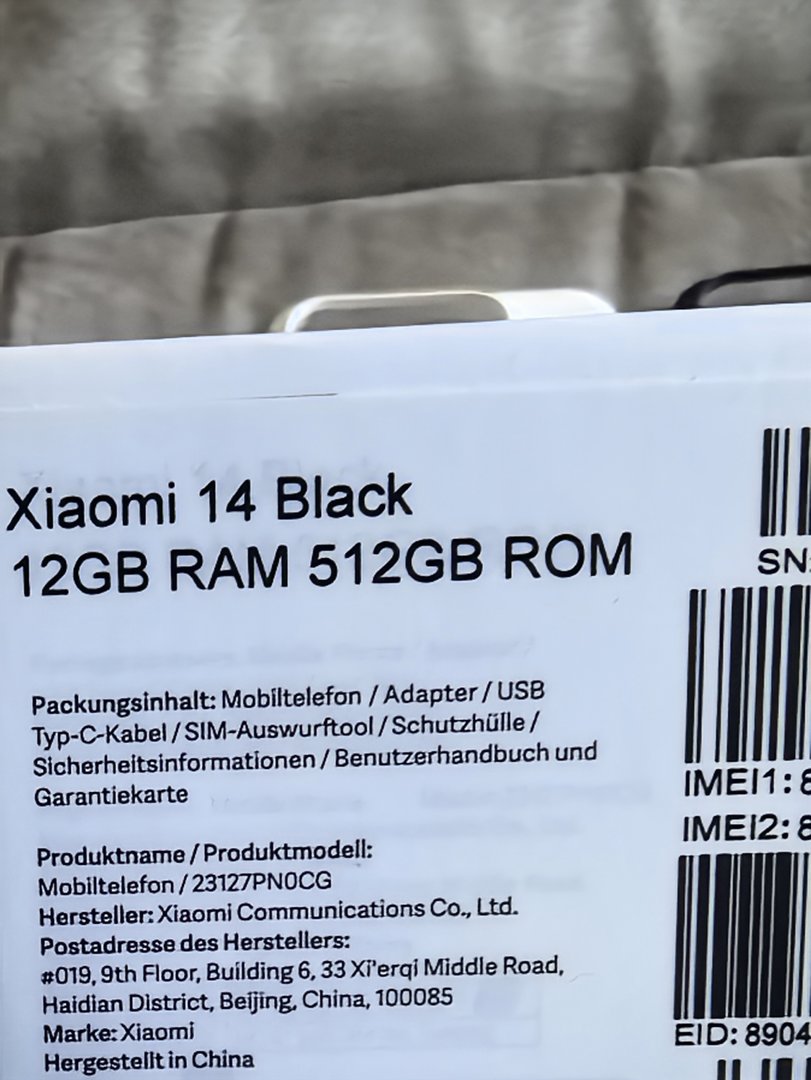 Xiaomi 14 Black
12GB RAM 512GB ROM
SN:
Packungsinhalt: Mobiltelefon / Adapter / USB
Typ-C-Kabel / SIM-Auswurftool / Schutzhülle /
Sicherheitsinformationen / Benutzerhandbuch und
Garantiekarte
IMEI1: 8
IMEI2: 8
Produktname / Produktmodell:
Mobiltelefon / 23127PN0CG
Hersteller: Xiaomi Communications Co., Ltd.
Postadresse des Herstellers:
#019, 9th Floor, Building 6, 33 Xi'erqi Middle Road,
Haidian District, Beijing, China, 100085
Marke: Xiaomi
Hergestellt in China
EID: 8904